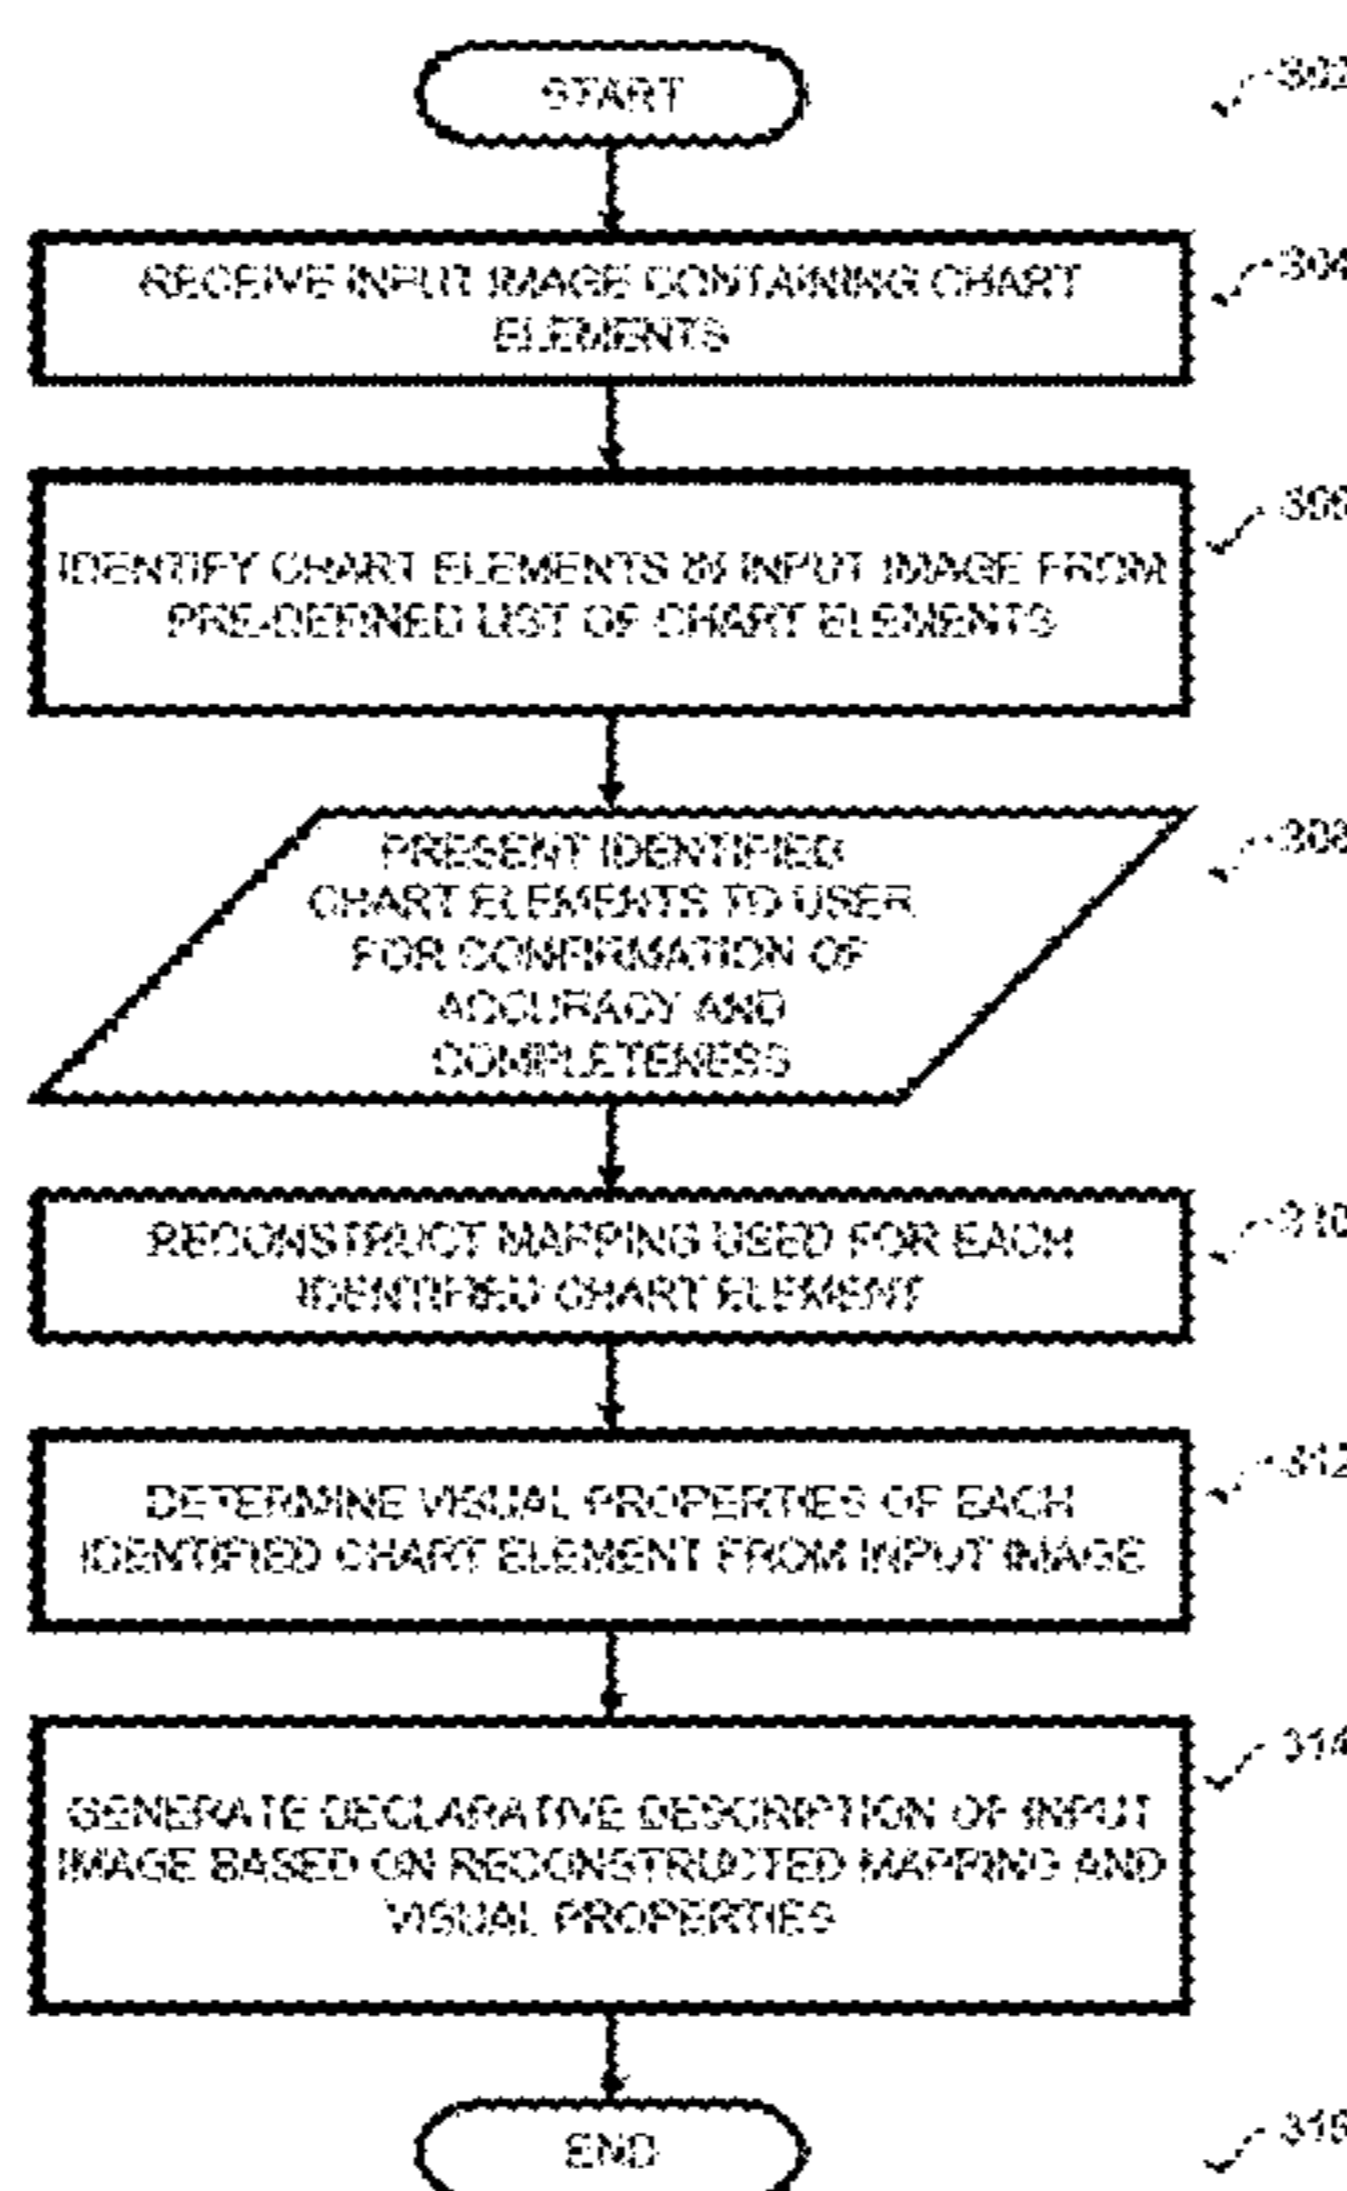 START
302
RECEIVE INPUT IMAGE CONTAINING CHART
ELEMENTS
304
IDENTIFY CHART ELEMENTS IN INPUT IMAGE FROM
PRE-DEFINED LIST OF CHART ELEMENTS
306
PRESENT IDENTIFIED
CHART ELEMENTS TO USER
FOR CONFIRMATION OF
ACCURACY AND
COMPLETENESS
308
RECONSTRUCT MAPPING USED FOR EACH
IDENTIFIED CHART ELEMENT
310
DETERMINE VISUAL PROPERTIES OF EACH
IDENTIFIED CHART ELEMENT FROM INPUT IMAGE
312
GENERATE DECLARATIVE DESCRIPTION OF INPUT
IMAGE BASED ON RECONSTRUCTED MAPPING AND
VISUAL PROPERTIES
314
END
316